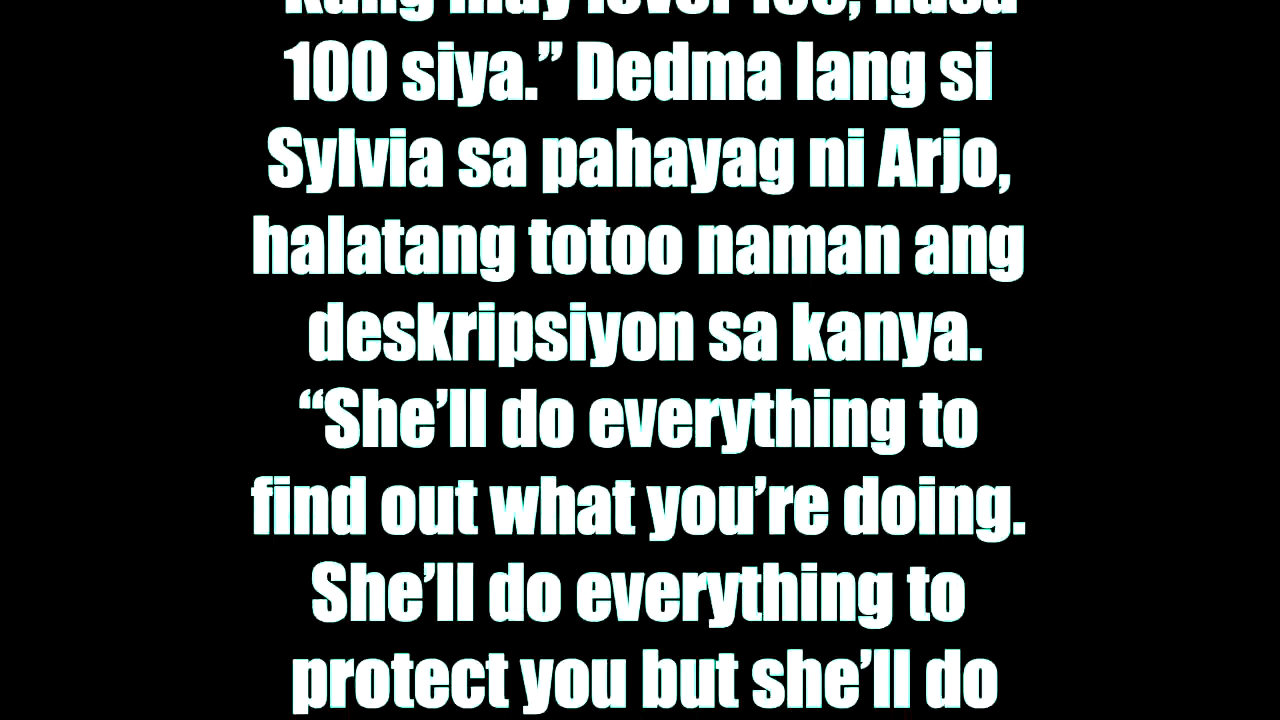 100 siya.” Dedma lang si
Sylvia sa pahayag ni Arjo,
halatang totoo naman ang
deskripsiyon sa kanya.
“She’ll do everything to
find out what you’re doing.
She’ll do everything to
protect you but she’ll do